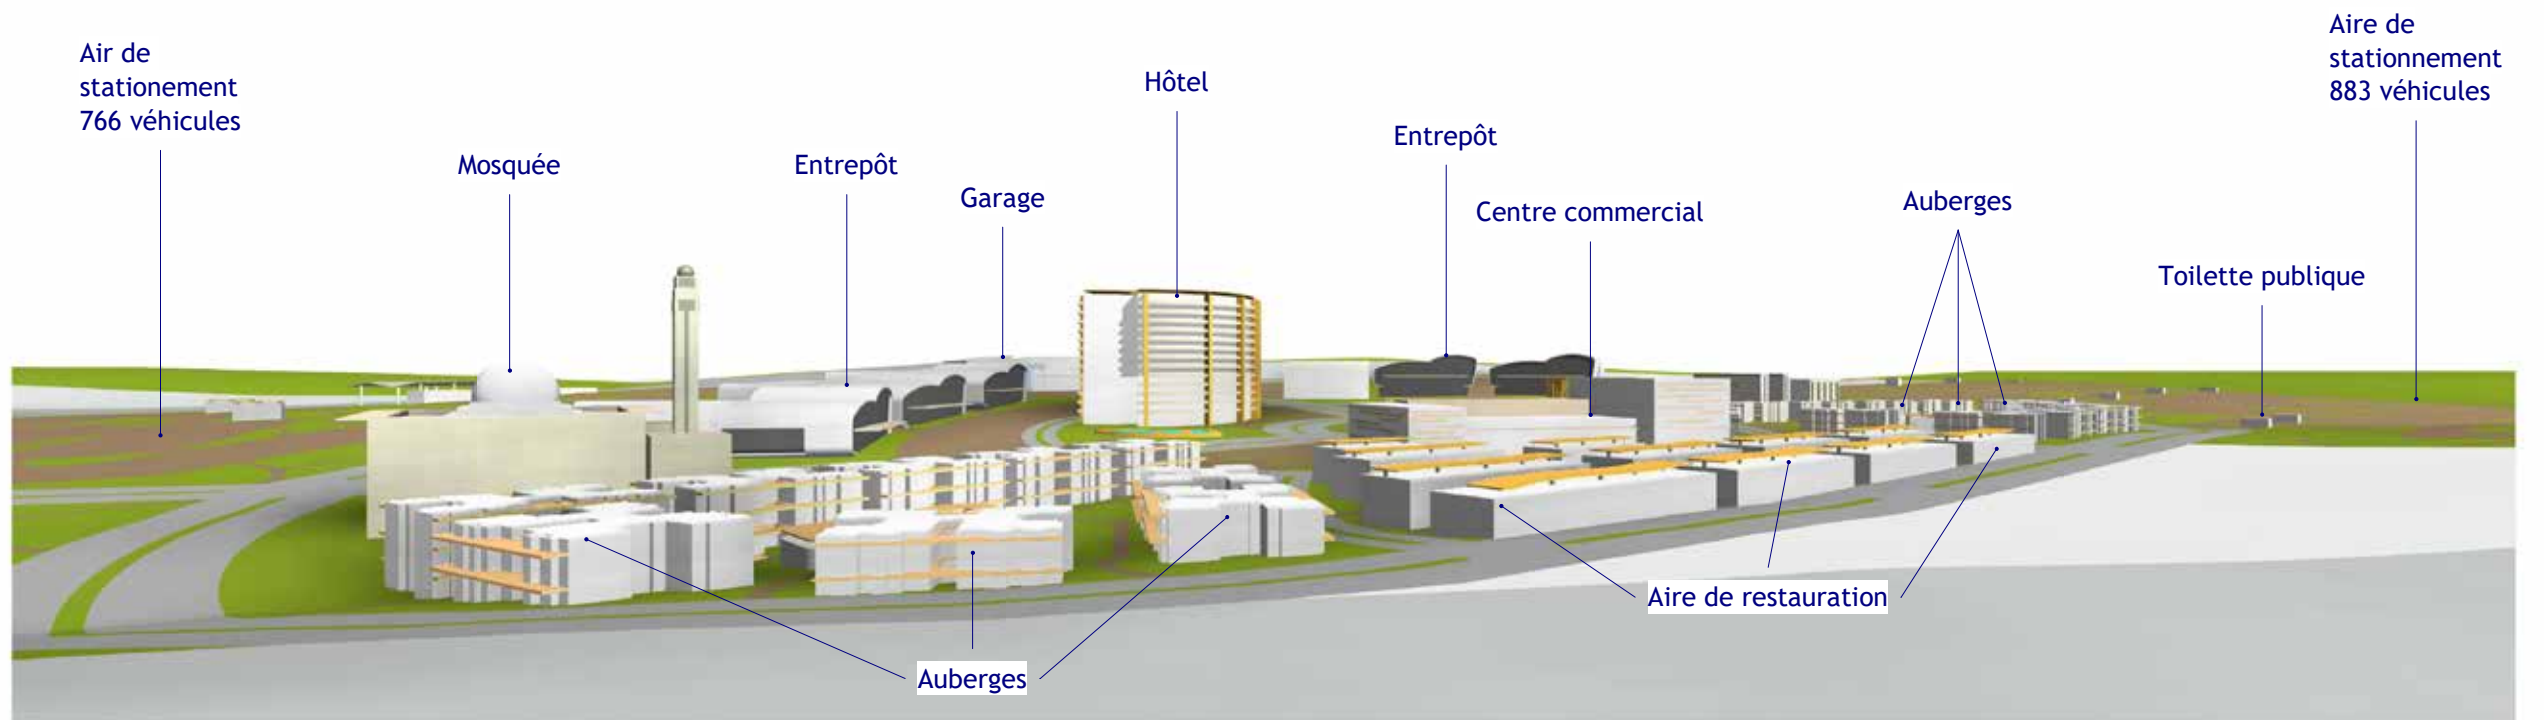 Air de
stationement
766 véhicules
Mosquée
Entrepôt
Garage
Hôtel
Entrepôt
Centre commercial
Auberges
Toilette publique
Aire de
stationnement
883 véhicules
Aire de restauration
Auberges